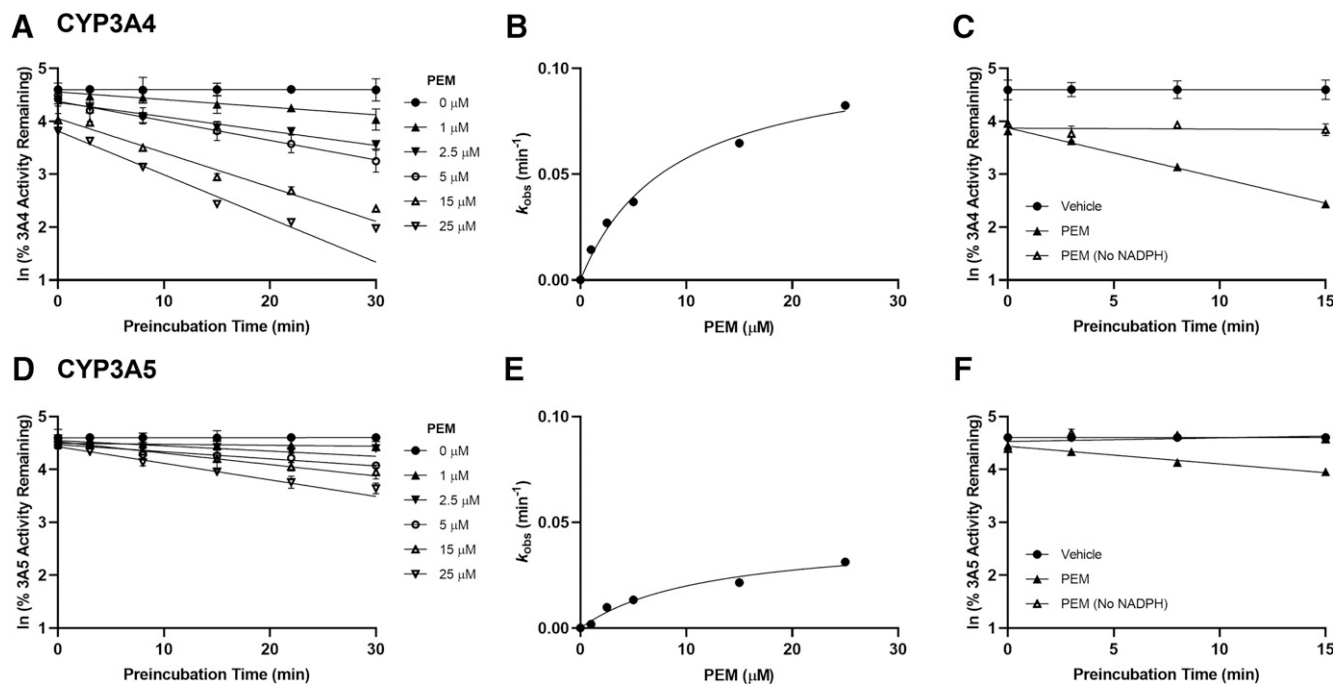 A CYP3A4
ln (% 3A4 Activity Remaining)
5
4
3
2
1
0
10
20
30
Preincubation Time (min)
PEM
0 μM
1 μM
2.5 μM
5 μM
15 μM
25 μM
B
kobs (min-1)
0.10
0.05
0.00
0
10
20
30
PEM (μM)
C
ln (% 3A4 Activity Remaining)
5
4
3
2
1
Vehicle
PEM
PEM (No NADPH)
0
5
10
15
Preincubation Time (min)
D CYP3A5
ln (% 3A5 Activity Remaining)
5
4
3
2
1
0
10
20
30
Preincubation Time (min)
PEM
0 μM
1 μM
2.5 μM
5 μM
15 μM
25 μM
E
kobs (min-1)
0.10
0.05
0.00
0
10
20
30
PEM (μM)
F
ln (% 3A5 Activity Remaining)
5
4
3
2
1
Vehicle
PEM
PEM (No NADPH)
0
5
10
15
Preincubation Time (min)